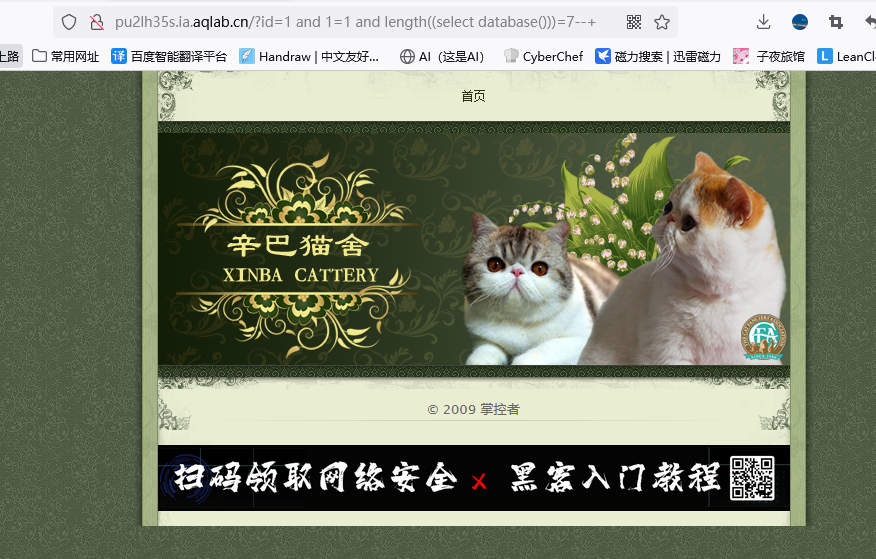 pu2lh35s.ia.aqlab.cn/?id=1 and 1=1 and length((select database()))=7--+
上路 常用网址 百度智能翻译平台 Handraw | 中文友好... AI（这是AI） CyberChef 磁力搜索 | 迅雷磁力 子夜旅馆 LeanCl
首页
辛巴猫舍
XINBA CATTERY
© 2009 掌控者
扫码领取网络安全 x 黑客入门教程